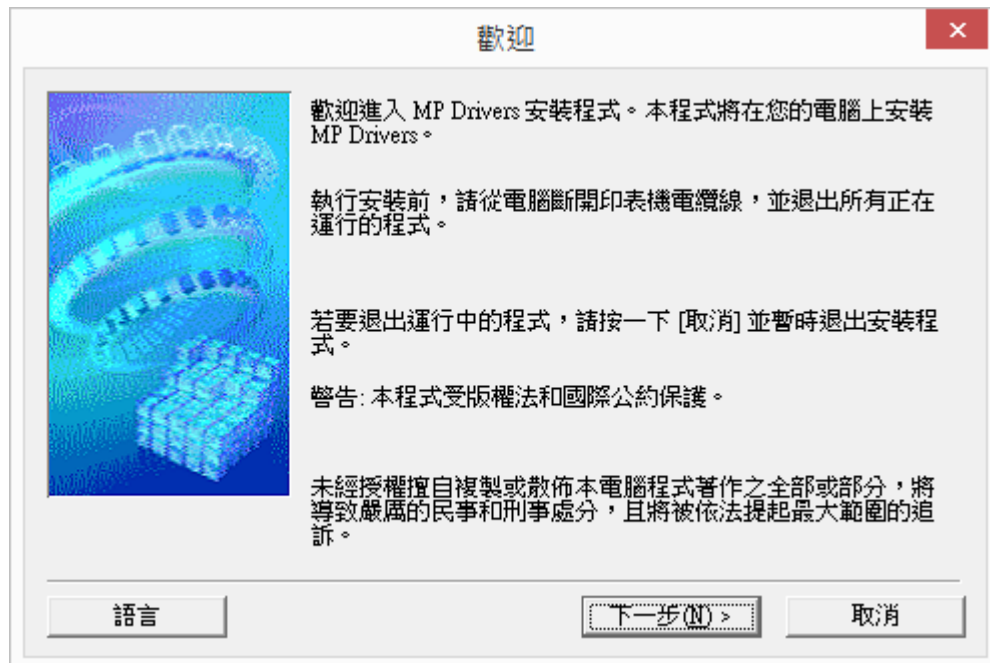 歡迎
歡迎進入 MP Drivers 安裝程式。本程式將在您的電腦上安裝
MP Drivers。
執行安裝前，請從電腦斷開印表機電纜線，並退出所有正在
運行的程式。
若要退出運行中的程式，請按一下 [取消] 並暫時退出安裝程
式。
警告: 本程式受版權法和國際公約保護。
未經授權擅自複製或散佈本電腦程式著作之全部或部分，將
導致嚴厲的民事和刑事處分，且將被依法提起最大範圍的追
訴。
語言
下一步(N) >
取消